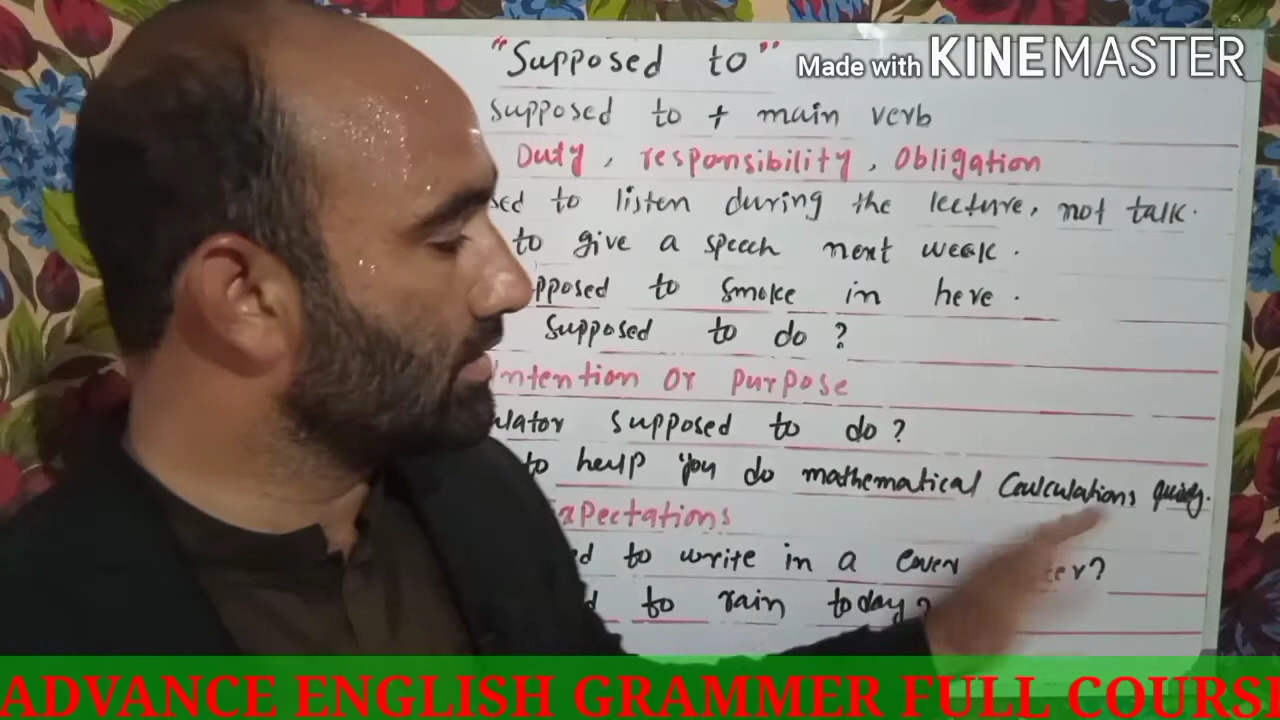 "Supposed to"
Made with KINEMASTER
supposed to + main verb
Duty, responsibility, Obligation
sed to listen during the lecture, not talk.
to give a speech next weak.
pposed to smoke in here.
Supposed to do?
Intention or purpose
ulator supposed to do?
to help you do mathematical Calculations
xpectations
d to write in a Cover ter?
d to rain today?
ADVANCE ENGLISH GRAMMER FULL COURSE